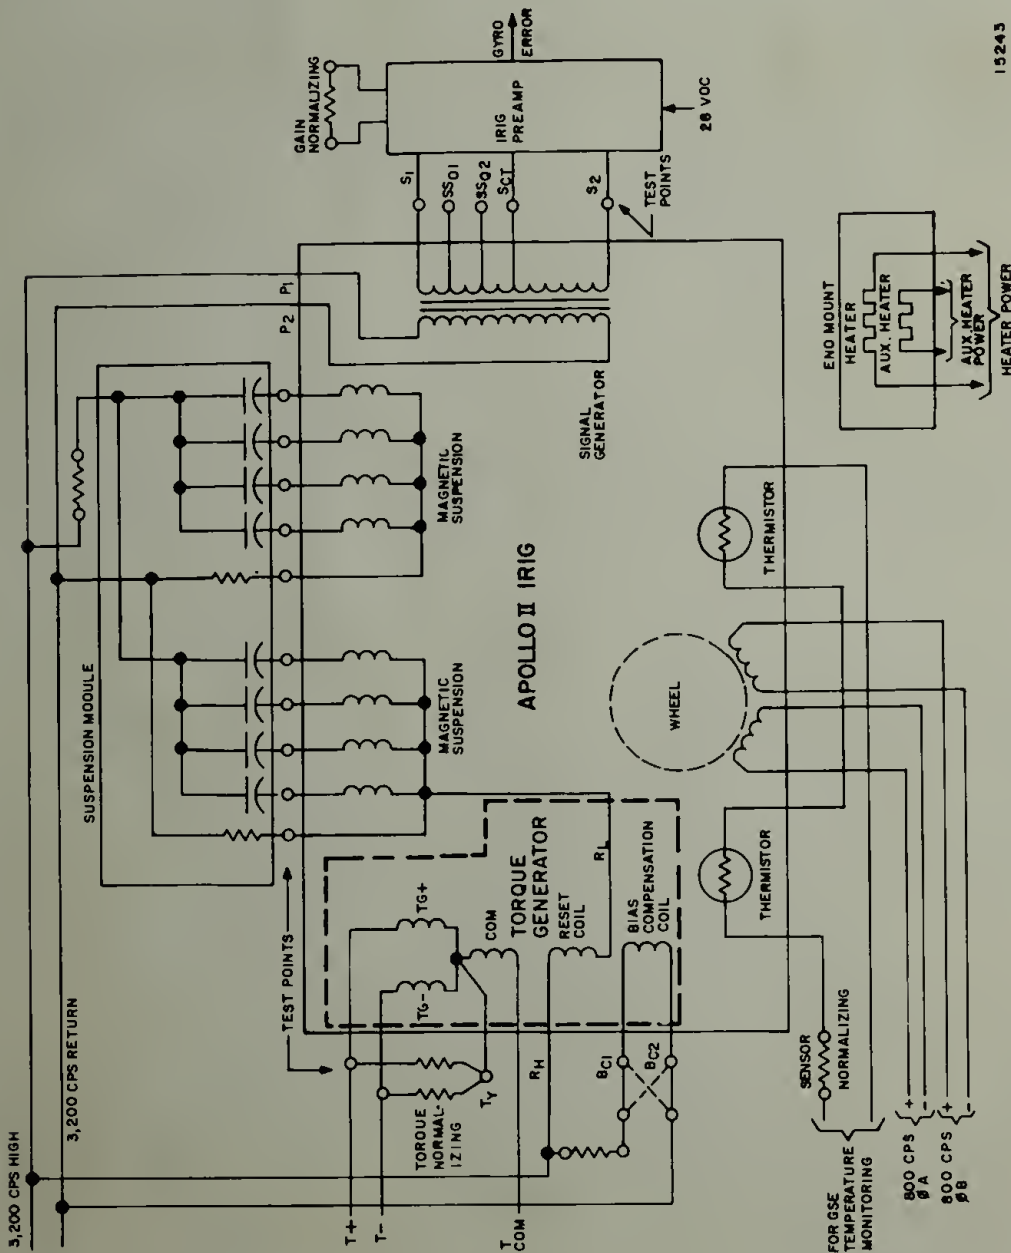 3,200 CPS HIGH
3,200 CPS RETURN
SUSPENSION MODULE
TEST POINTS
GAIN
NORMALIZING
P1
P2
S1
SSQ1
SSQ2
SCT
S2
TEST
POINTS
IRIG
PREAMP
GYRO
ERROR
28 VDC
MAGNETIC
SUSPENSION
MAGNETIC
SUSPENSION
SIGNAL
GENERATOR
APOLLO II IRIG
T+
T-
T
COM
TORQUE
NORMAL-
IZING
TY
TG+
TG-
COM
TORQUE
GENERATOR
RESET
COIL
RH
RL
BIAS
COMPENSATION
COIL
BC1
BC2
WHEEL
THERMISTOR
THERMISTOR
SENSOR
NORMALIZING
FOR GSE
TEMPERATURE
MONITORING
800 CPS
ØA
+
-
800 CPS
ØB
+
-
END MOUNT
HEATER
AUX. HEATER
AUX. HEATER
POWER
HEATER POWER
15243